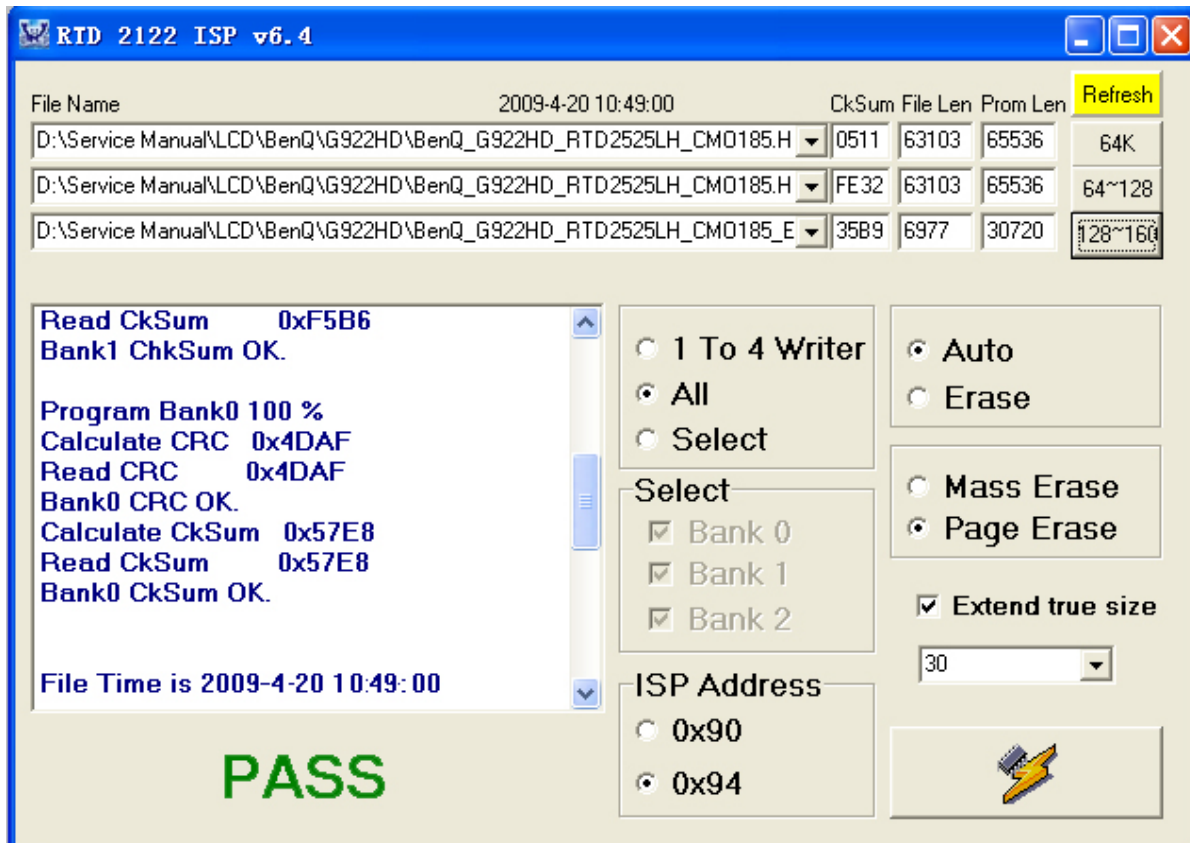 RTD 2122 ISP v6.4
File Name 2009-4-20 10:49:00 CkSum File Len Prom Len Refresh
D:\Service Manual\LCD\BenQ\G922HD\BenQ_G922HD_RTD2525LH_CMO185.H 0511 63103 65536 64K
D:\Service Manual\LCD\BenQ\G922HD\BenQ_G922HD_RTD2525LH_CMO185.H FE32 63103 65536 64~128
D:\Service Manual\LCD\BenQ\G922HD\BenQ_G922HD_RTD2525LH_CMO185_E 35B9 6977 30720 128~160
Read CkSum 0xF5B6
Bank1 ChkSum OK.
Program Bank0 100 %
Calculate CRC 0x4DAF
Read CRC 0x4DAF
Bank0 CRC OK.
Calculate CkSum 0x57E8
Read CkSum 0x57E8
Bank0 CkSum OK.
File Time is 2009-4-20 10:49:00
PASS
1 To 4 Writer
All
Select
Select
Bank 0
Bank 1
Bank 2
ISP Address
0x90
0x94
Auto
Erase
Mass Erase
Page Erase
Extend true size
30